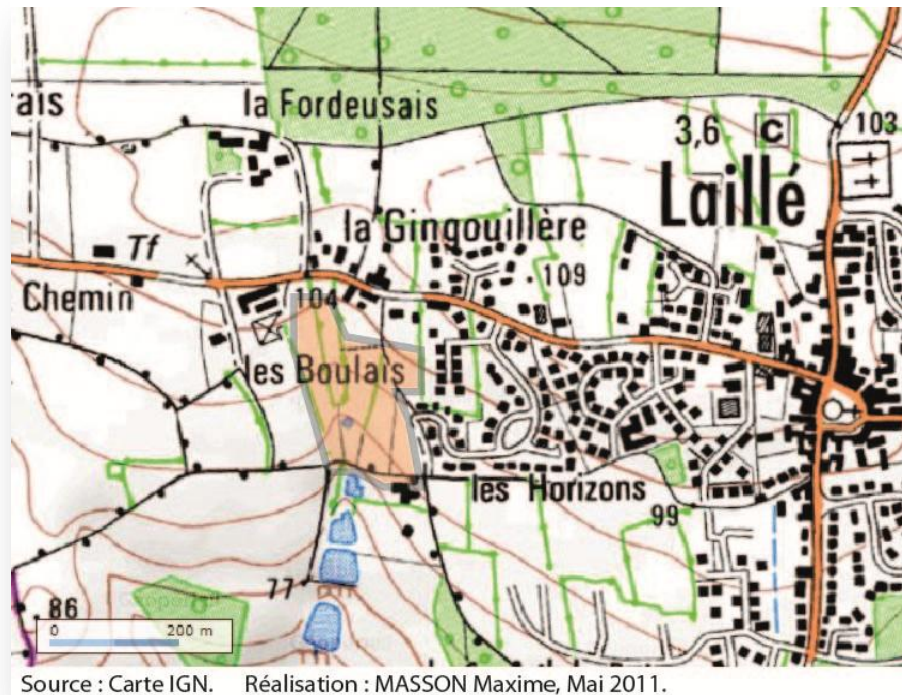 rais
la Fordeusais
3,6
C
103
Laillé
la Gingouillère
Tf
109
Chemin
104
les Boulais
les Horizons
99
77
86
0
200 m
Source : Carte IGN. Réalisation : MASSON Maxime, Mai 2011.